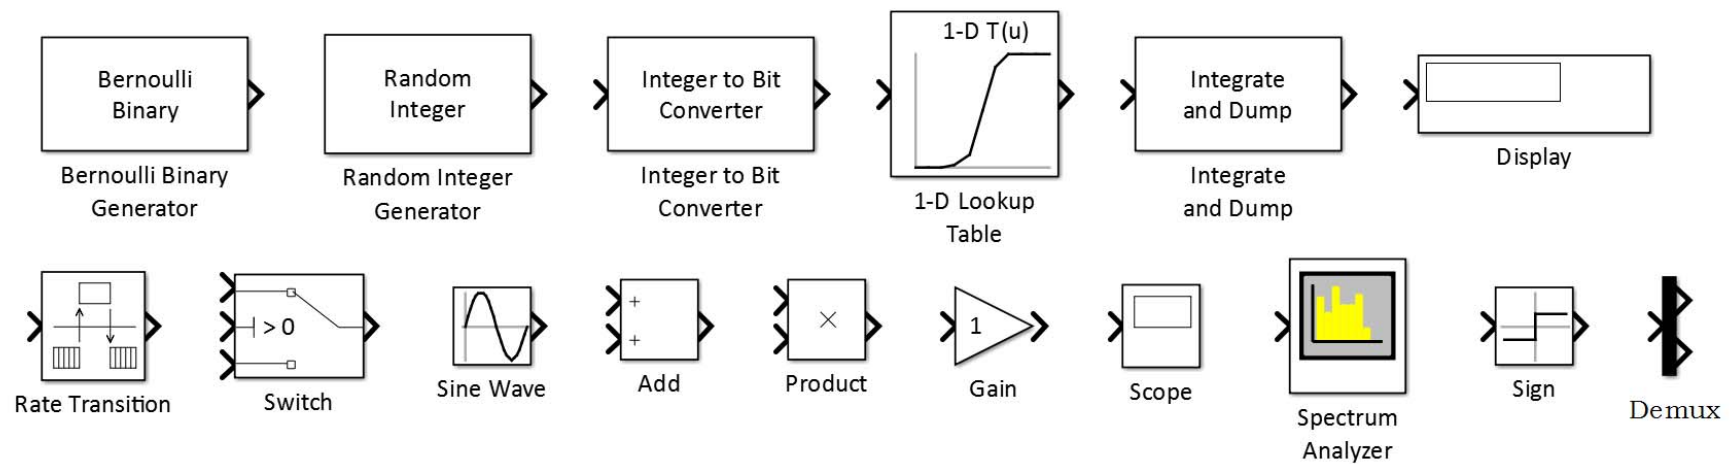 1-D T(u)
Bernoulli
Binary
Random
Integer
Integer to Bit
Converter
Integrate
and Dump
Bernoulli Binary
Generator
Random Integer
Generator
Integer to Bit
Converter
1-D Lookup
Table
Integrate
and Dump
Display
> 0
+
+
×
1
Rate Transition
Switch
Sine Wave
Add
Product
Gain
Scope
Spectrum
Analyzer
Sign
Demux